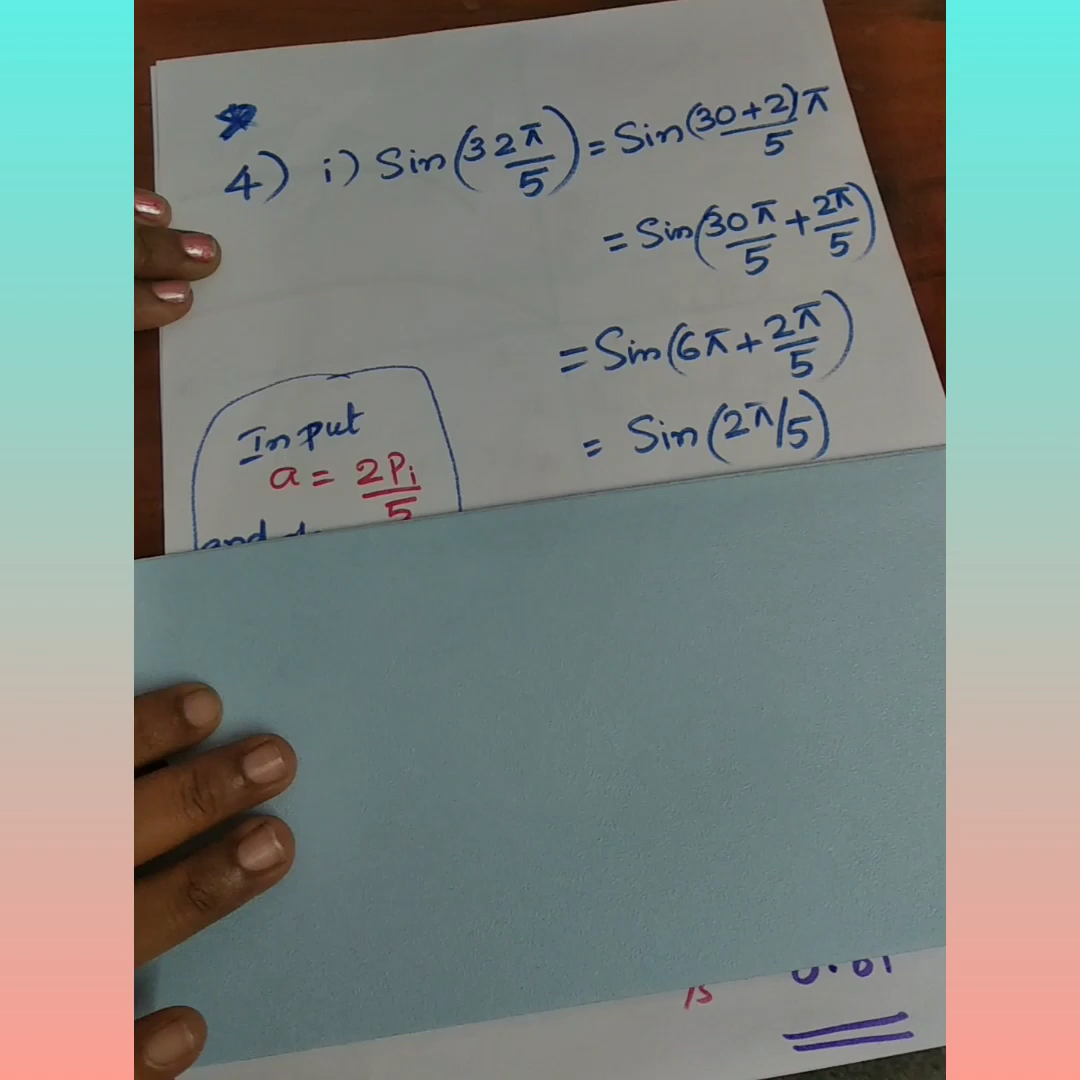 4) i) Sin(32π/5) = Sin(30+2)π/5
= Sin(30π/5 + 2π/5)
= Sin(6π + 2π/5)
= Sin(2π/5)
Input
a = 2Pi/5
and